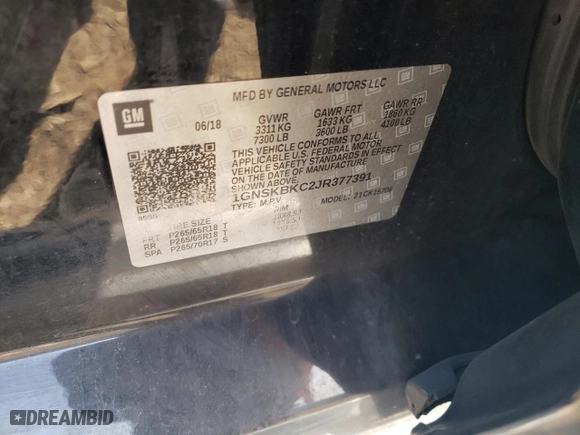 GM
MFD BY GENERAL MOTORS LLC
06/18 GVWR GAWR FRT GAWR RR
3311 KG 1633 KG 1860 KG
7300 LB 3600 LB 4100 LB
THIS VEHICLE CONFORMS TO ALL
APPLICABLE U.S. FEDERAL MOTOR
VEHICLE SAFETY STANDARDS IN EFFECT
ON THE DATE OF MANUFACTURE
SHOWN ABOVE.
1GNSKBKC2JR377391
TYPE: M.P.V. MODEL:
TIRE SIZE RIM
FRT P265/65R18 T
RR P265/65R18 T
SPA P265/70R17 S
DREAMBID